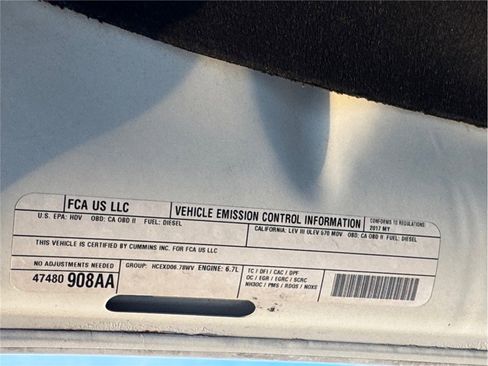 FCA US LLC
VEHICLE EMISSION CONTROL INFORMATION
CONFORMS TO REGULATIONS:
2017 MY
U.S. EPA: HDV OBD: CA OBD II FUEL: DIESEL
CALIFORNIA: LEV III ULEV 570 MDV OBD: CA OBD II FUEL: DIESEL
THIS VEHICLE IS CERTIFIED BY CUMMINS INC. FOR FCA US LLC
NO ADJUSTMENTS NEEDED
47480 908AA
GROUP: HCEXD06.78WV ENGINE: 6.7L
TC / DFI / CAC / DPF
OC / EGR / EGRC / SCRC
NH3OC / PMS / RDQS / NOXS